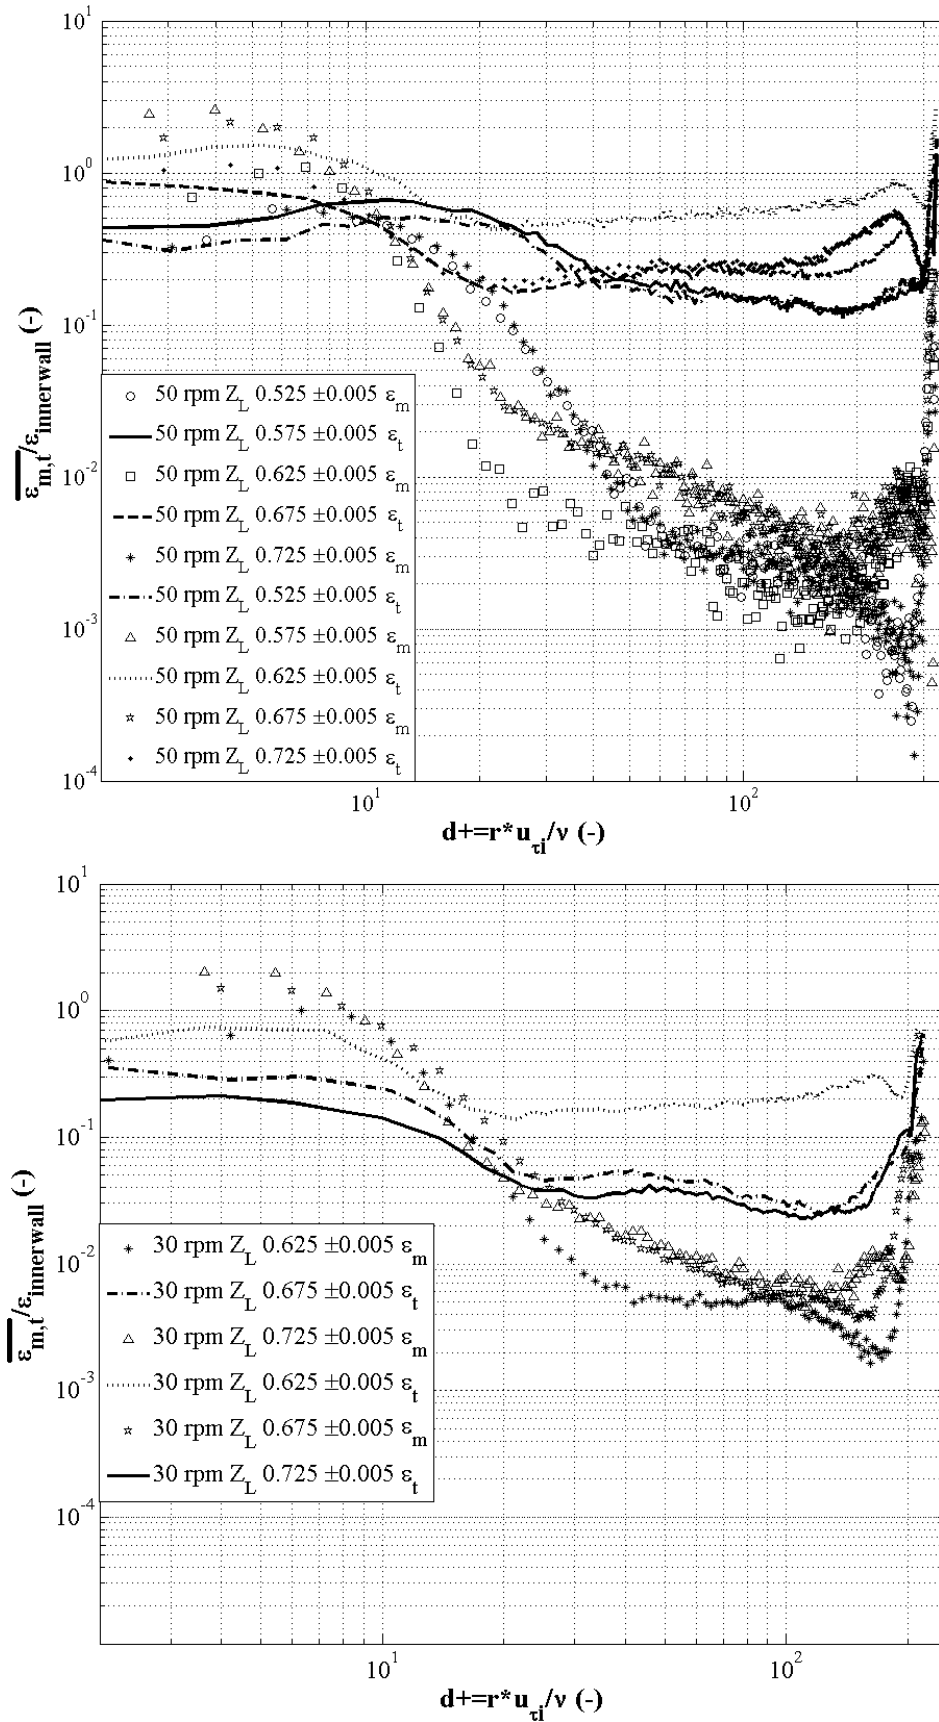 10^1
10^0
10^-1
10^-2
10^-3
10^-4
ε_m,t/ε_innerwall (-)
50 rpm Z_L 0.525 ±0.005 ε_m
50 rpm Z_L 0.575 ±0.005 ε_t
50 rpm Z_L 0.625 ±0.005 ε_m
50 rpm Z_L 0.675 ±0.005 ε_t
50 rpm Z_L 0.725 ±0.005 ε_m
50 rpm Z_L 0.525 ±0.005 ε_t
50 rpm Z_L 0.575 ±0.005 ε_m
50 rpm Z_L 0.625 ±0.005 ε_t
50 rpm Z_L 0.675 ±0.005 ε_m
50 rpm Z_L 0.725 ±0.005 ε_t
10^1
10^2
d+=r*u_τi/ν (-)
10^1
10^0
10^-1
10^-2
10^-3
10^-4
ε_m,t/ε_innerwall (-)
30 rpm Z_L 0.625 ±0.005 ε_m
30 rpm Z_L 0.675 ±0.005 ε_t
30 rpm Z_L 0.725 ±0.005 ε_m
30 rpm Z_L 0.625 ±0.005 ε_t
30 rpm Z_L 0.675 ±0.005 ε_m
30 rpm Z_L 0.725 ±0.005 ε_t
10^1
10^2
d+=r*u_τi/ν (-)